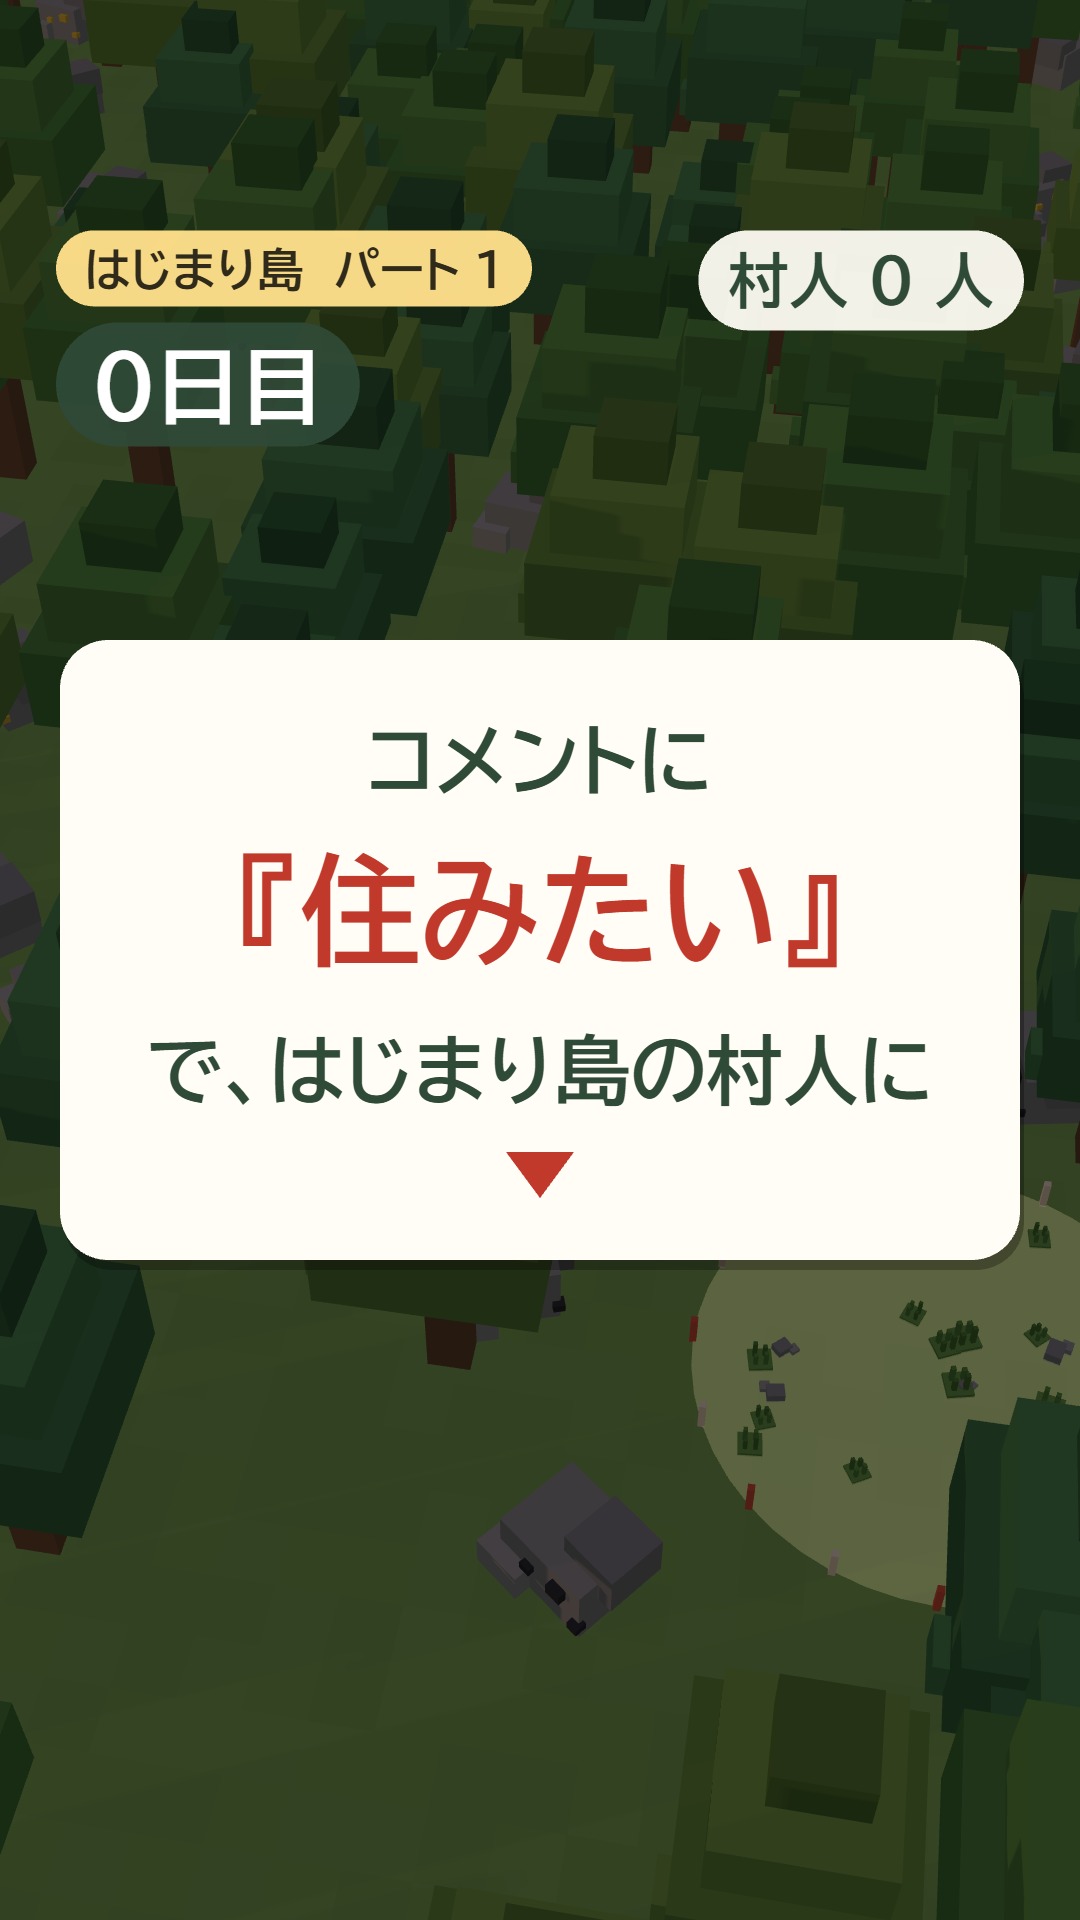 はじまり島 パート 1
村人 0 人
0日目
コメントに
『住みたい』
で、はじまり島の村人に